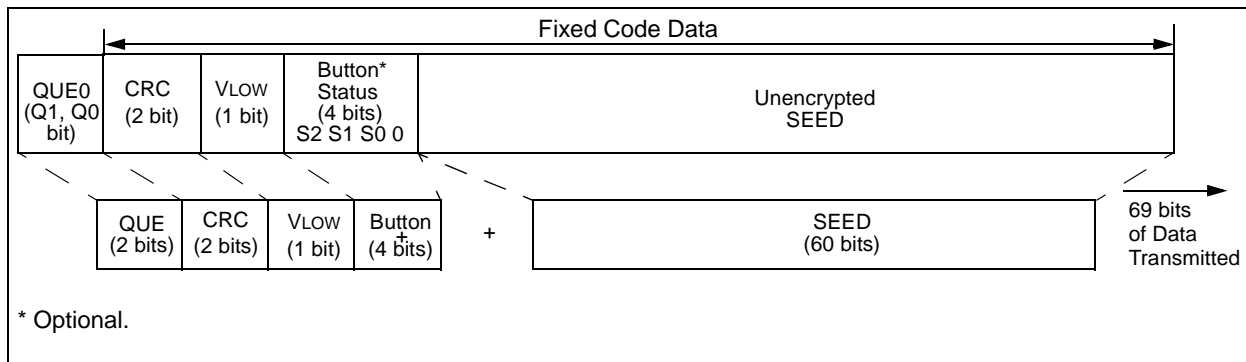 Fixed Code Data
QUE0
(Q1, Q0
bit)
CRC
(2 bit)
VLOW
(1 bit)
Button*
Status
(4 bits)
S2 S1 S0 0
Unencrypted
SEED
QUE
(2 bits)
CRC
(2 bits)
VLOW
(1 bit)
Button
+
(4 bits)
+
SEED
(60 bits)
69 bits
of Data
Transmitted
* Optional.